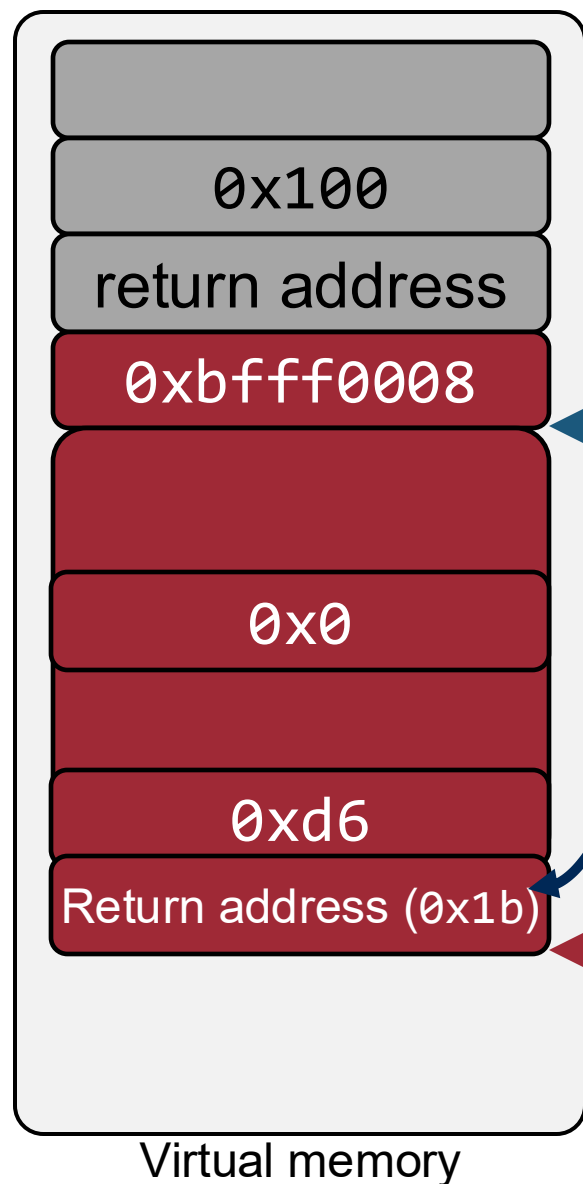 0x100
return address
0xbfff0008
0x0
0xd6
Return address (0x1b)
Virtual memory